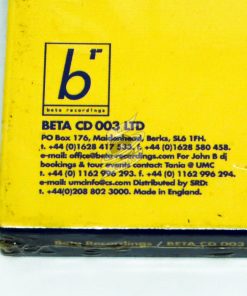 br
beta recordings
BETA CD 003 LTD
PO Box 176, Maidenhead, Berks, SL6 1FH.
t. +44 (0)1628 417 533. f. +44 (0)1628 580 458.
e-mail: office@beta-recordings.com For John B dj
bookings & tour events contact: Tania @ UMC
t. +44 (0) 1162 996 293. f. +44 (0) 1162 996 294.
e-mail: umcinfo@cs.com Distributed by SRD:
t. +44(0)208 802 3000. Made in England.
Beta Recordings / BETA CD 003